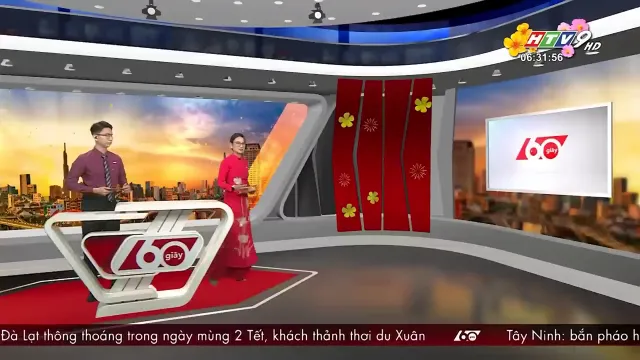 HTV9 HD
06:31:56
60 giây
60 giây
Đà Lạt thông thoáng trong ngày mùng 2 Tết, khách thảnh thơi du Xuân 60 Tây Ninh: bắn pháo h